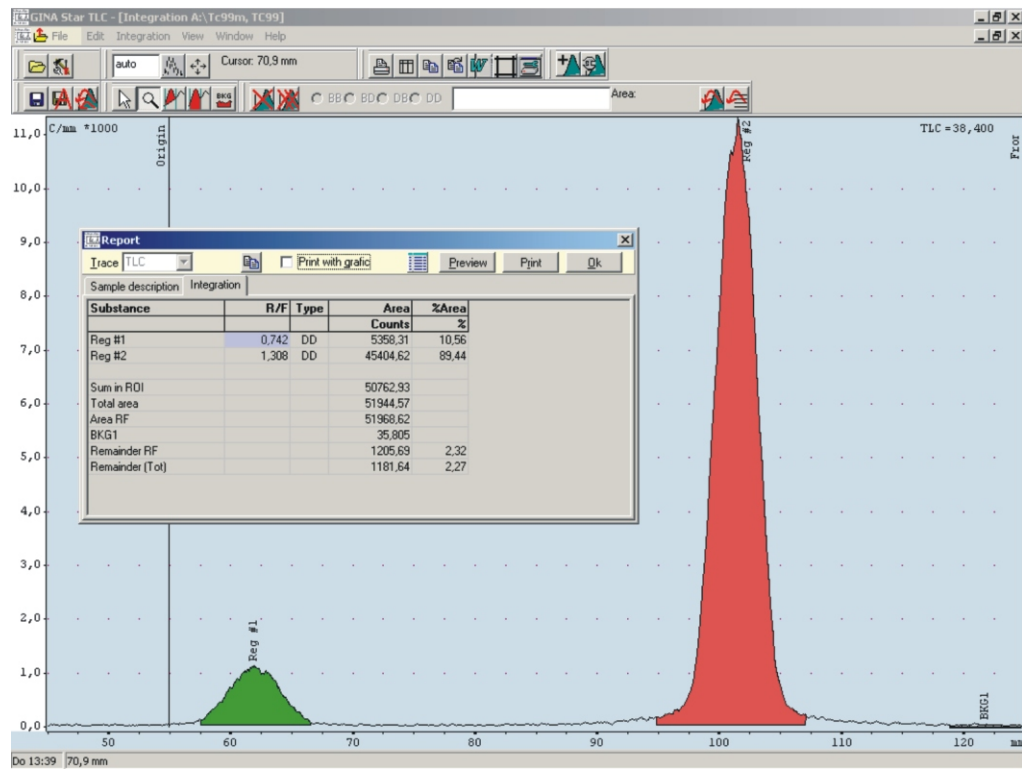 GINA Star TLC - [Integration A:\Tc99m, TC99]
File Edit Integration View Window Help
auto Cursor: 70,9 mm
BKG BB BD DB DD Area:
C/mm *1000
TLC =38,400
Origin
Reg #2
Fror
11,0
10,0
9,0
8,0
7,0
6,0
5,0
4,0
3,0
2,0
1,0
0,0
Report
Trace TLC Print with grafic Preview Print Ok
Sample description Integration
Substance R/F Type Area %Area
Counts %
Reg #1 0,742 DD 5358,31 10,56
Reg #2 1,308 DD 45404,62 89,44
Sum in ROI 50762,93
Total area 51944,57
Area RF 51968,62
BKG1 35,805
Remainder RF 1205,69 2,32
Remainder (Tot) 1181,64 2,27
Reg #1
BKG1
50 60 70 80 90 100 110 120 mm
Do 13:39 70,9 mm